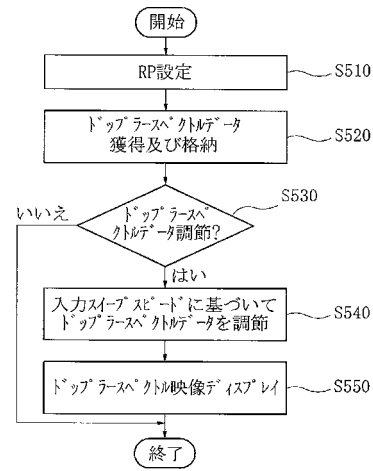 開始
RP設定
S510
ﾄﾞｯﾌﾟﾗｰｽﾍﾟｸﾄﾙﾃﾞｰﾀ
獲得及び格納
S520
ﾄﾞｯﾌﾟﾗｰｽﾍﾟ
ｸﾄﾙﾃﾞｰﾀ調節?
S530
いいえ
はい
入力ｽｲｰﾌﾟｽﾋﾟｰﾄﾞに基づいて
ﾄﾞｯﾌﾟﾗｰｽﾍﾟｸﾄﾙﾃﾞｰﾀを調節
S540
ﾄﾞｯﾌﾟﾗｰｽﾍﾟｸﾄﾙ映像ﾃﾞｨｽﾌﾟﾚｲ
S550
終了